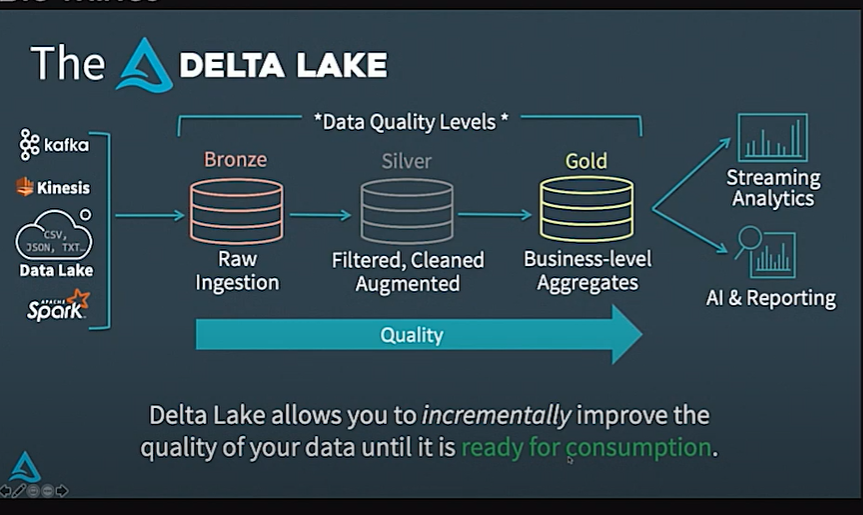 The DELTA LAKE
*Data Quality Levels *
kafka
Kinesis
CSV,
JSON, TXT...
Data Lake
APACHE
Spark
Bronze
Raw
Ingestion
Silver
Filtered, Cleaned
Augmented
Gold
Business-level
Aggregates
Streaming
Analytics
AI & Reporting
Quality
Delta Lake allows you to incrementally improve the
quality of your data until it is ready for consumption.